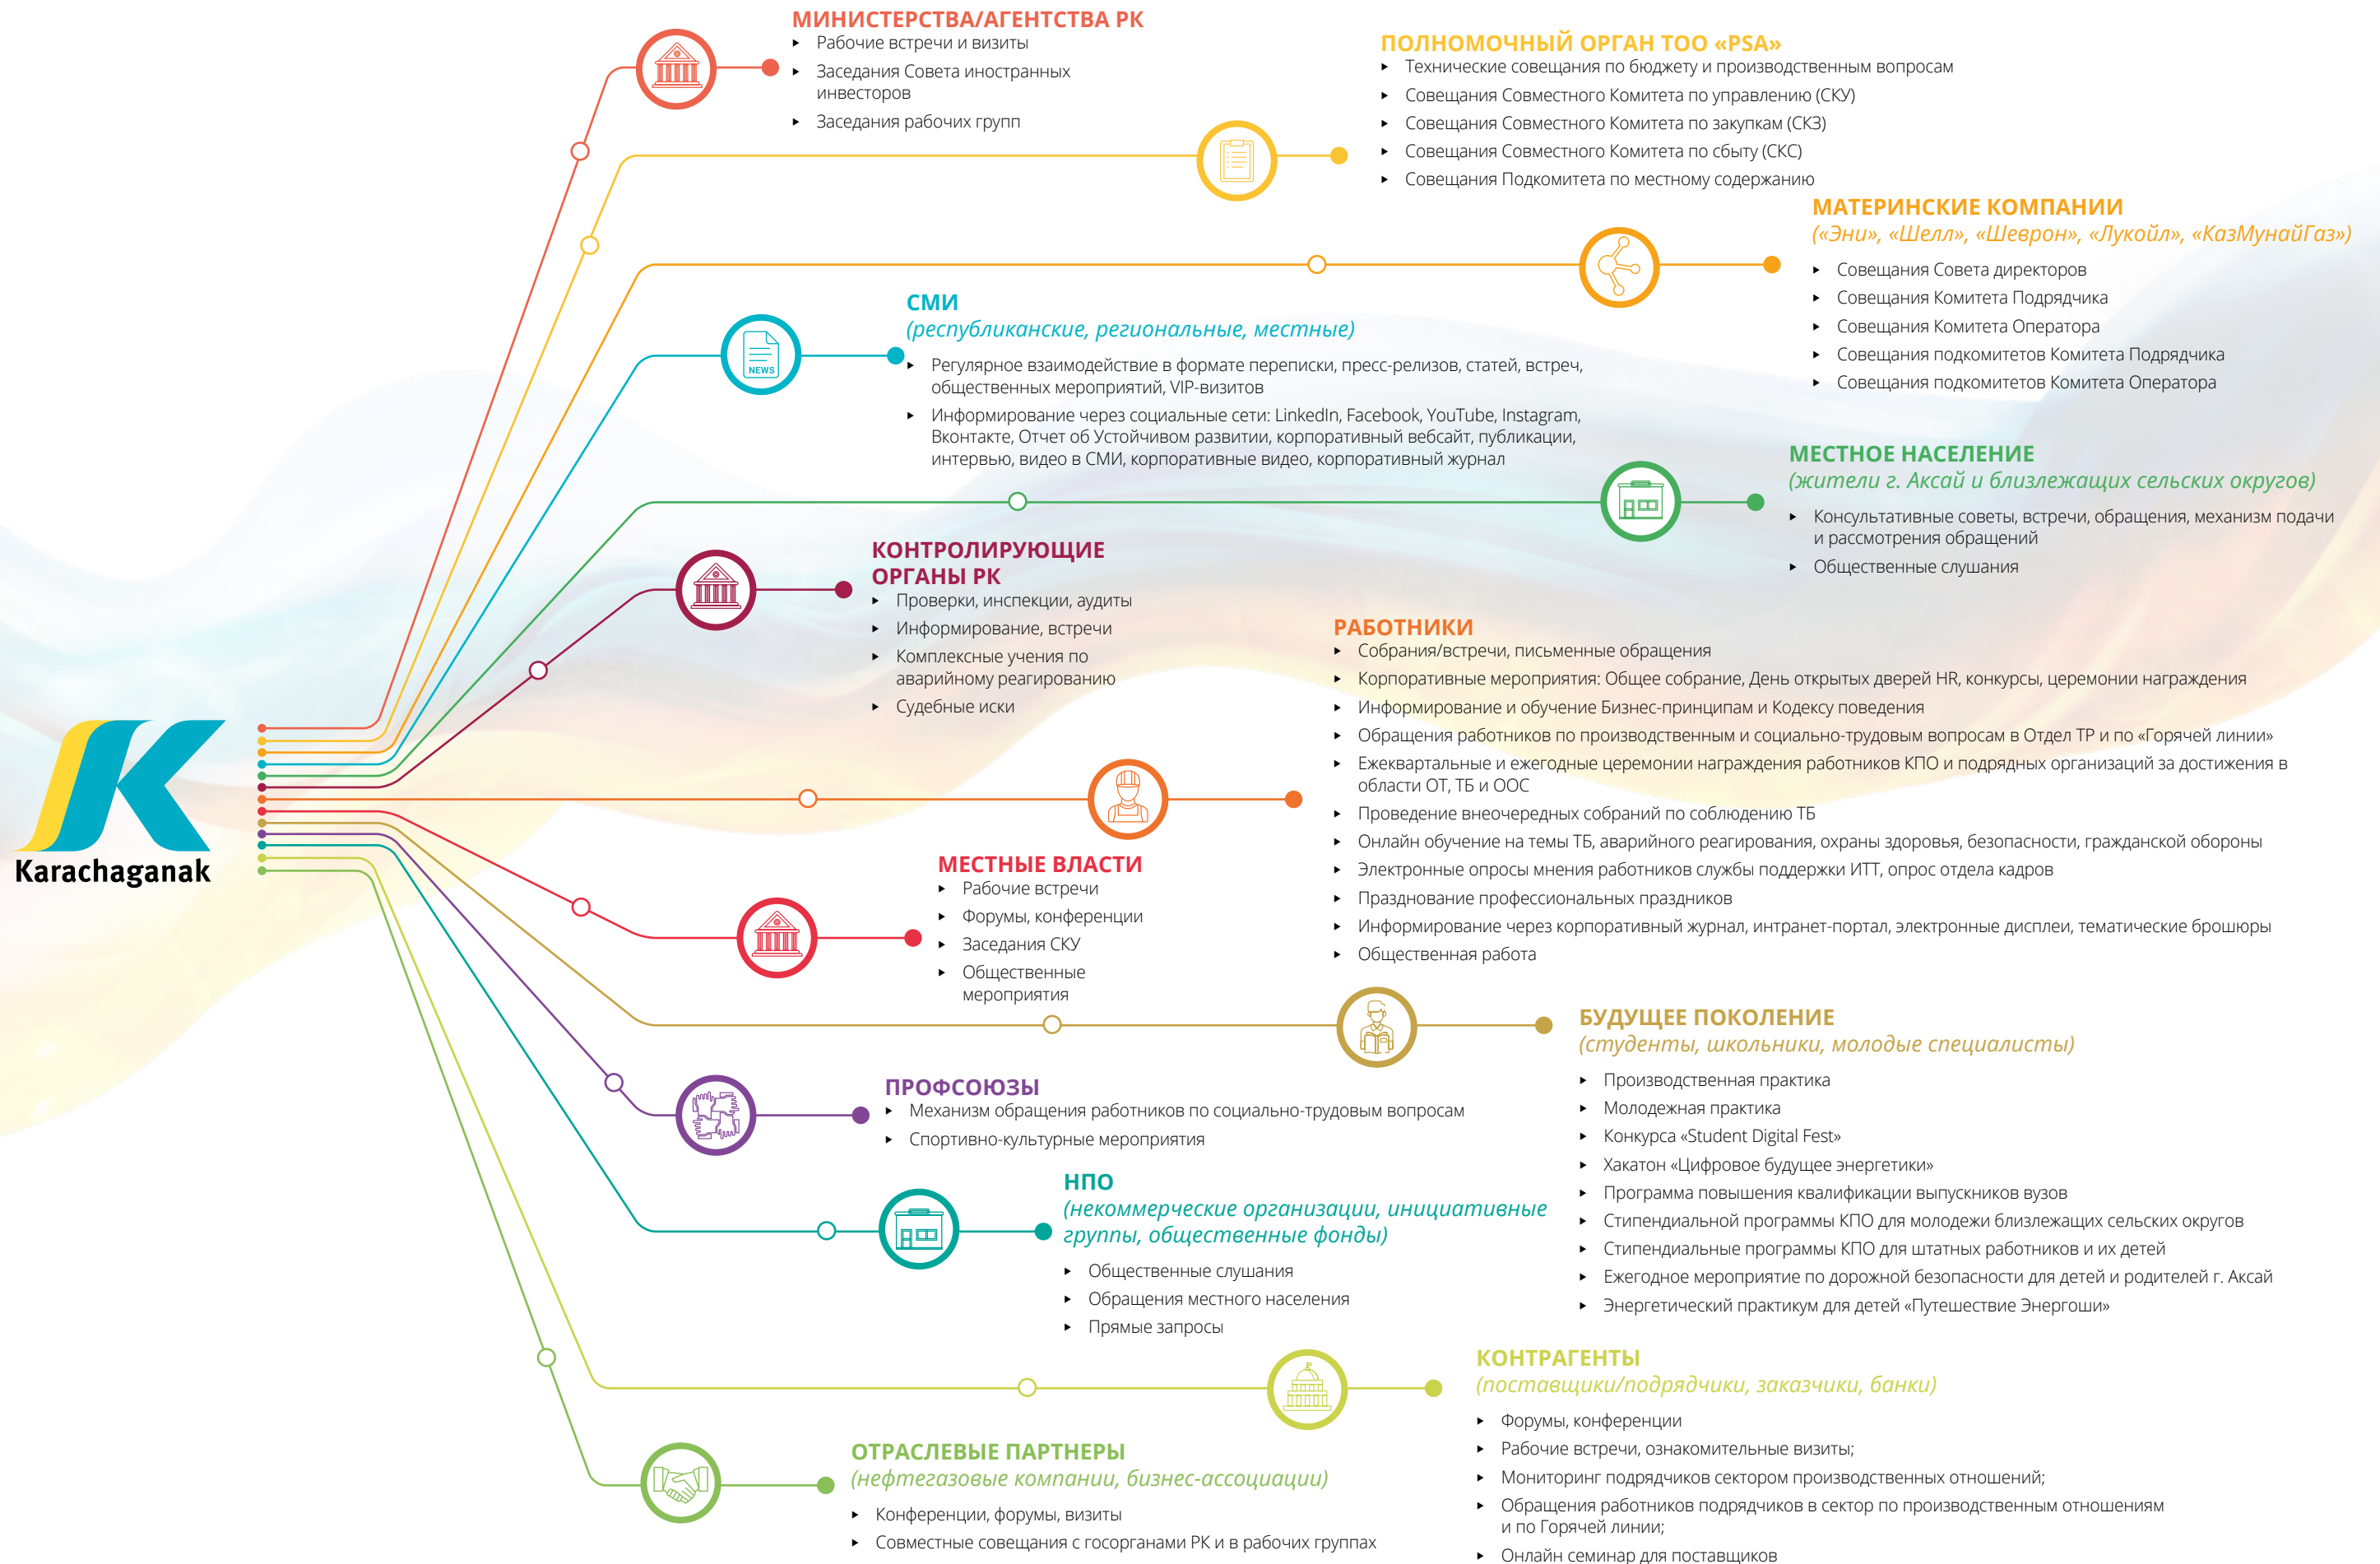 МИНИСТЕРСТВА/АГЕНТСТВА РК
▸ Рабочие встречи и визиты
▸ Заседания Совета иностранных
инвесторов
▸ Заседания рабочих групп
ПОЛНОМОЧНЫЙ ОРГАН ТОО «PSA»
▸ Технические совещания по бюджету и производственным вопросам
▸ Совещания Совместного Комитета по управлению (СКУ)
▸ Совещания Совместного Комитета по закупкам (СКЗ)
▸ Совещания Совместного Комитета по сбыту (СКС)
▸ Совещания Подкомитета по местному содержанию
МАТЕРИНСКИЕ КОМПАНИИ
(«Эни», «Шелл», «Шеврон», «Лукойл», «КазМунайГаз»)
▸ Совещания Совета директоров
▸ Совещания Комитета Подрядчика
▸ Совещания Комитета Оператора
▸ Совещания подкомитетов Комитета Подрядчика
▸ Совещания подкомитетов Комитета Оператора
NEWS
СМИ
(республиканские, региональные, местные)
▸ Регулярное взаимодействие в формате переписки, пресс-релизов, статей, встреч,
общественных мероприятий, VIP-визитов
▸ Информирование через социальные сети: LinkedIn, Facebook, YouTube, Instagram,
Вконтакте, Отчет об Устойчивом развитии, корпоративный вебсайт, публикации,
интервью, видео в СМИ, корпоративные видео, корпоративный журнал
МЕСТНОЕ НАСЕЛЕНИЕ
(жители г. Аксай и близлежащих сельских округов)
▸ Консультативные советы, встречи, обращения, механизм подачи
и рассмотрения обращений
▸ Общественные слушания
КОНТРОЛИРУЮЩИЕ
ОРГАНЫ РК
▸ Проверки, инспекции, аудиты
▸ Информирование, встречи
▸ Комплексные учения по
аварийному реагированию
▸ Судебные иски
РАБОТНИКИ
▸ Собрания/встречи, письменные обращения
▸ Корпоративные мероприятия: Общее собрание, День открытых дверей HR, конкурсы, церемонии награждения
▸ Информирование и обучение Бизнес-принципам и Кодексу поведения
▸ Обращения работников по производственным и социально-трудовым вопросам в Отдел ТР и по «Горячей линии»
▸ Ежеквартальные и ежегодные церемонии награждения работников КПО и подрядных организаций за достижения в
области ОТ, ТБ и ООС
▸ Проведение внеочередных собраний по соблюдению ТБ
▸ Онлайн обучение на темы ТБ, аварийного реагирования, охраны здоровья, безопасности, гражданской обороны
▸ Электронные опросы мнения работников службы поддержки ИТТ, опрос отдела кадров
▸ Празднование профессиональных праздников
▸ Информирование через корпоративный журнал, интранет-портал, электронные дисплеи, тематические брошюры
▸ Общественная работа
Karachaganak
МЕСТНЫЕ ВЛАСТИ
▸ Рабочие встречи
▸ Форумы, конференции
▸ Заседания СКУ
▸ Общественные
мероприятия
БУДУЩЕЕ ПОКОЛЕНИЕ
(студенты, школьники, молодые специалисты)
▸ Производственная практика
▸ Молодежная практика
▸ Конкурса «Student Digital Fest»
▸ Хакатон «Цифровое будущее энергетики»
▸ Программа повышения квалификации выпускников вузов
▸ Стипендиальной программы КПО для молодежи близлежащих сельских округов
▸ Стипендиальные программы КПО для штатных работников и их детей
▸ Ежегодное мероприятие по дорожной безопасности для детей и родителей г. Аксай
▸ Энергетический практикум для детей «Путешествие Энергоши»
ПРОФСОЮЗЫ
▸ Механизм обращения работников по социально-трудовым вопросам
▸ Спортивно-культурные мероприятия
НПО
(некоммерческие организации, инициативные
группы, общественные фонды)
▸ Общественные слушания
▸ Обращения местного населения
▸ Прямые запросы
КОНТРАГЕНТЫ
(поставщики/подрядчики, заказчики, банки)
▸ Форумы, конференции
▸ Рабочие встречи, ознакомительные визиты;
▸ Мониторинг подрядчиков сектором производственных отношений;
▸ Обращения работников подрядчиков в сектор по производственным отношениям
и по Горячей линии;
▸ Онлайн семинар для поставщиков
ОТРАСЛЕВЫЕ ПАРТНЕРЫ
(нефтегазовые компании, бизнес-ассоциации)
▸ Конференции, форумы, визиты
▸ Совместные совещания с госорганами РК и в рабочих группах